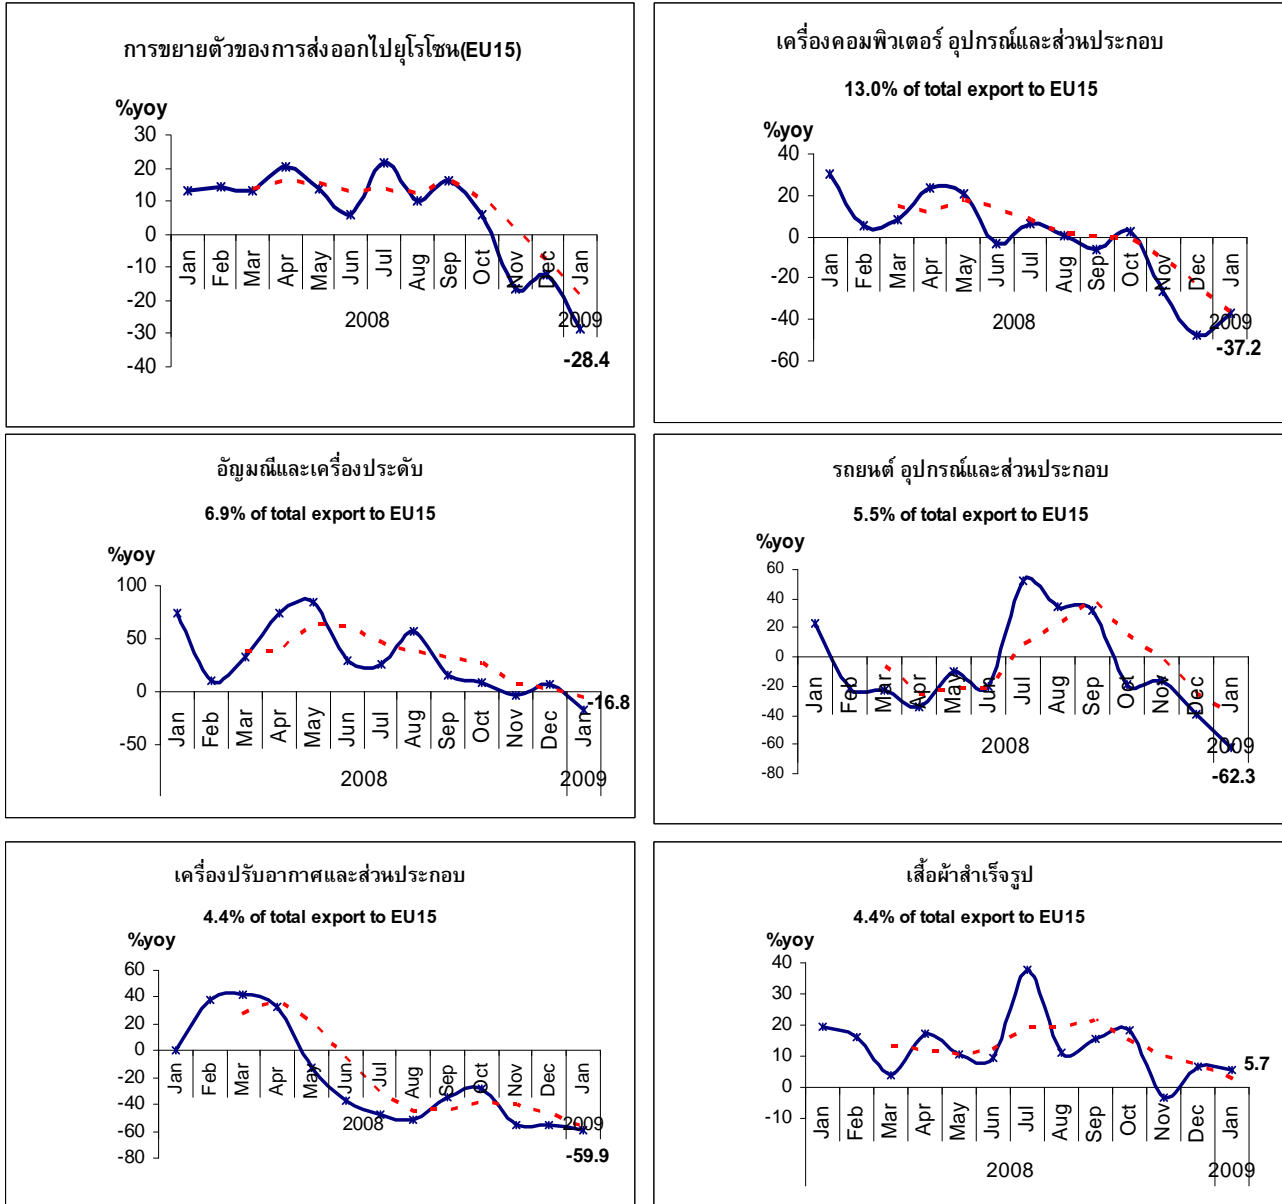 การขยายตัวของการส่งออกไปยูโรโซน(EU15)
%yoy
30
20
10
0
-10
-20
-30
-40
Jan Feb Mar Apr May Jun Jul Aug Sep Oct Nov Dec Jan
2008 2009
-28.4
เครื่องคอมพิวเตอร์ อุปกรณ์และส่วนประกอบ
13.0% of total export to EU15
%yoy
40
20
0
-20
-40
-60
Jan Feb Mar Apr May Jun Jul Aug Sep Oct Nov Dec Jan
2008 2009
-37.2
อัญมณีและเครื่องประดับ
6.9% of total export to EU15
%yoy
100
50
0
-50
Jan Feb Mar Apr May Jun Jul Aug Sep Oct Nov Dec Jan
2008 2009
-16.8
รถยนต์ อุปกรณ์และส่วนประกอบ
5.5% of total export to EU15
%yoy
60
40
20
0
-20
-40
-60
-80
Jan Feb Mar Apr May Jun Jul Aug Sep Oct Nov Dec Jan
2008 2009
-62.3
เครื่องปรับอากาศและส่วนประกอบ
4.4% of total export to EU15
%yoy
60
40
20
0
-20
-40
-60
-80
Jan Feb Mar Apr May Jun Jul Aug Sep Oct Nov Dec Jan
2008 2009
-59.9
เสื้อผ้าสำเร็จรูป
4.4% of total export to EU15
%yoy
40
30
20
10
0
-10
Jan Feb Mar Apr May Jun Jul Aug Sep Oct Nov Dec Jan
2008 2009
5.7